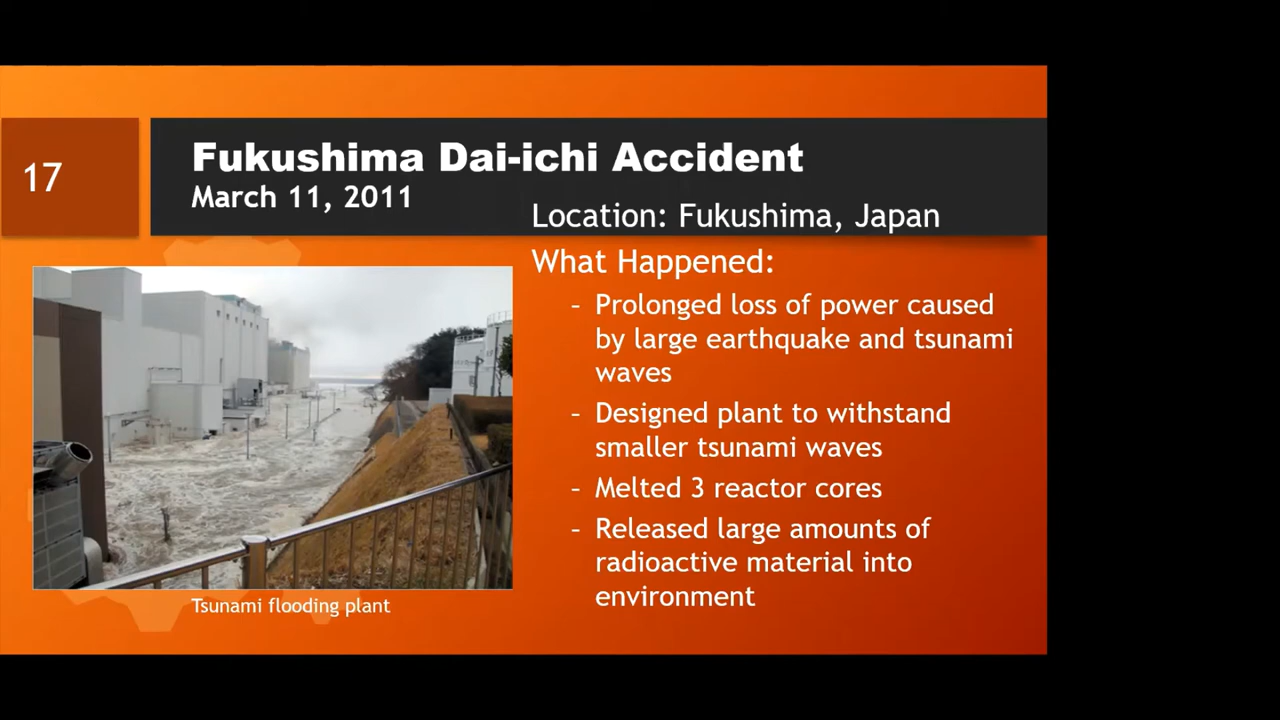 17
Fukushima Dai-ichi Accident
March 11, 2011
Location: Fukushima, Japan
What Happened:
- Prolonged loss of power caused
by large earthquake and tsunami
waves
- Designed plant to withstand
smaller tsunami waves
- Melted 3 reactor cores
- Released large amounts of
radioactive material into
environment
Tsunami flooding plant